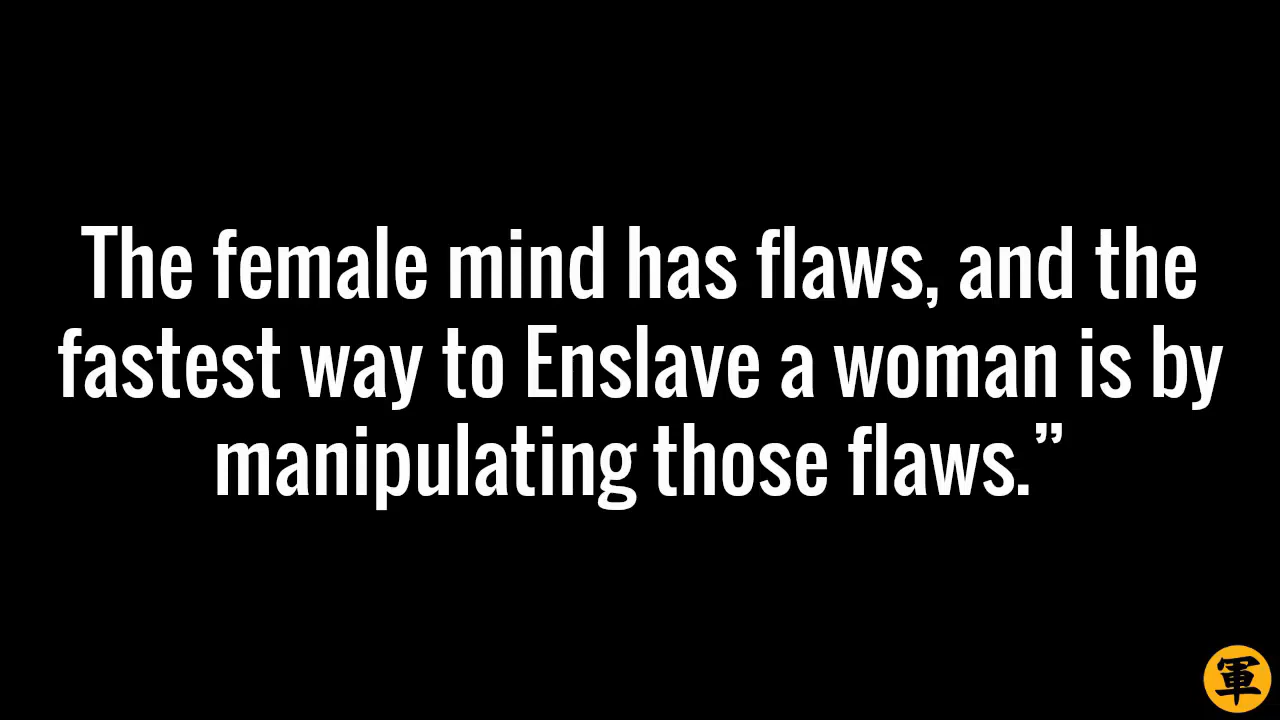 The female mind has flaws, and the
fastest way to Enslave a woman is by
manipulating those flaws.”
軍